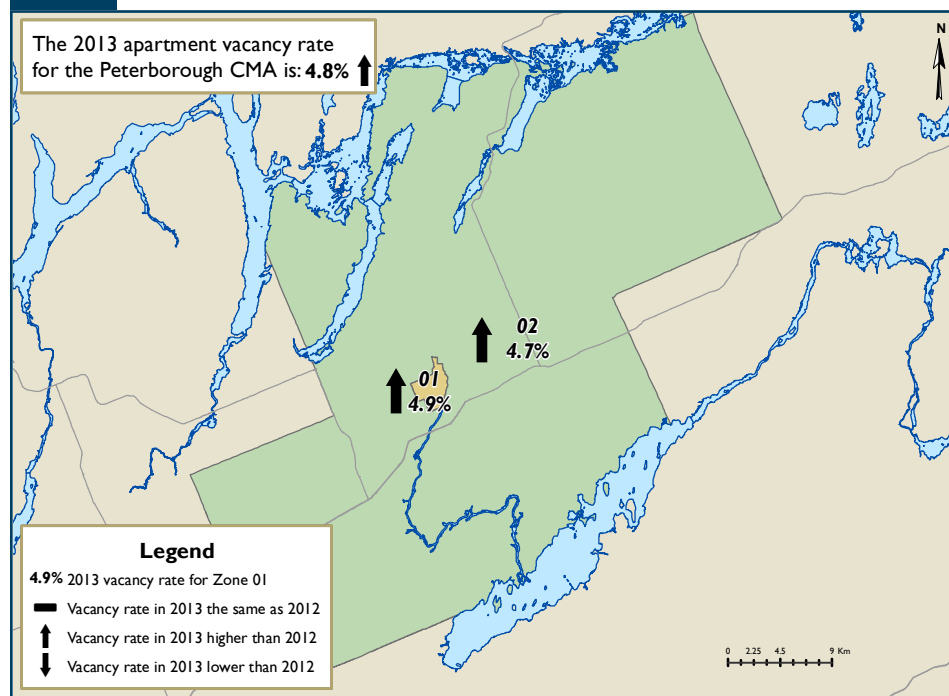 The 2013 apartment vacancy rate
for the Peterborough CMA is: 4.8%
N
02
4.7%
01
4.9%
Legend
4.9% 2013 vacancy rate for Zone 01
Vacancy rate in 2013 the same as 2012
Vacancy rate in 2013 higher than 2012
Vacancy rate in 2013 lower than 2012
0 2.25 4.5 9 Km